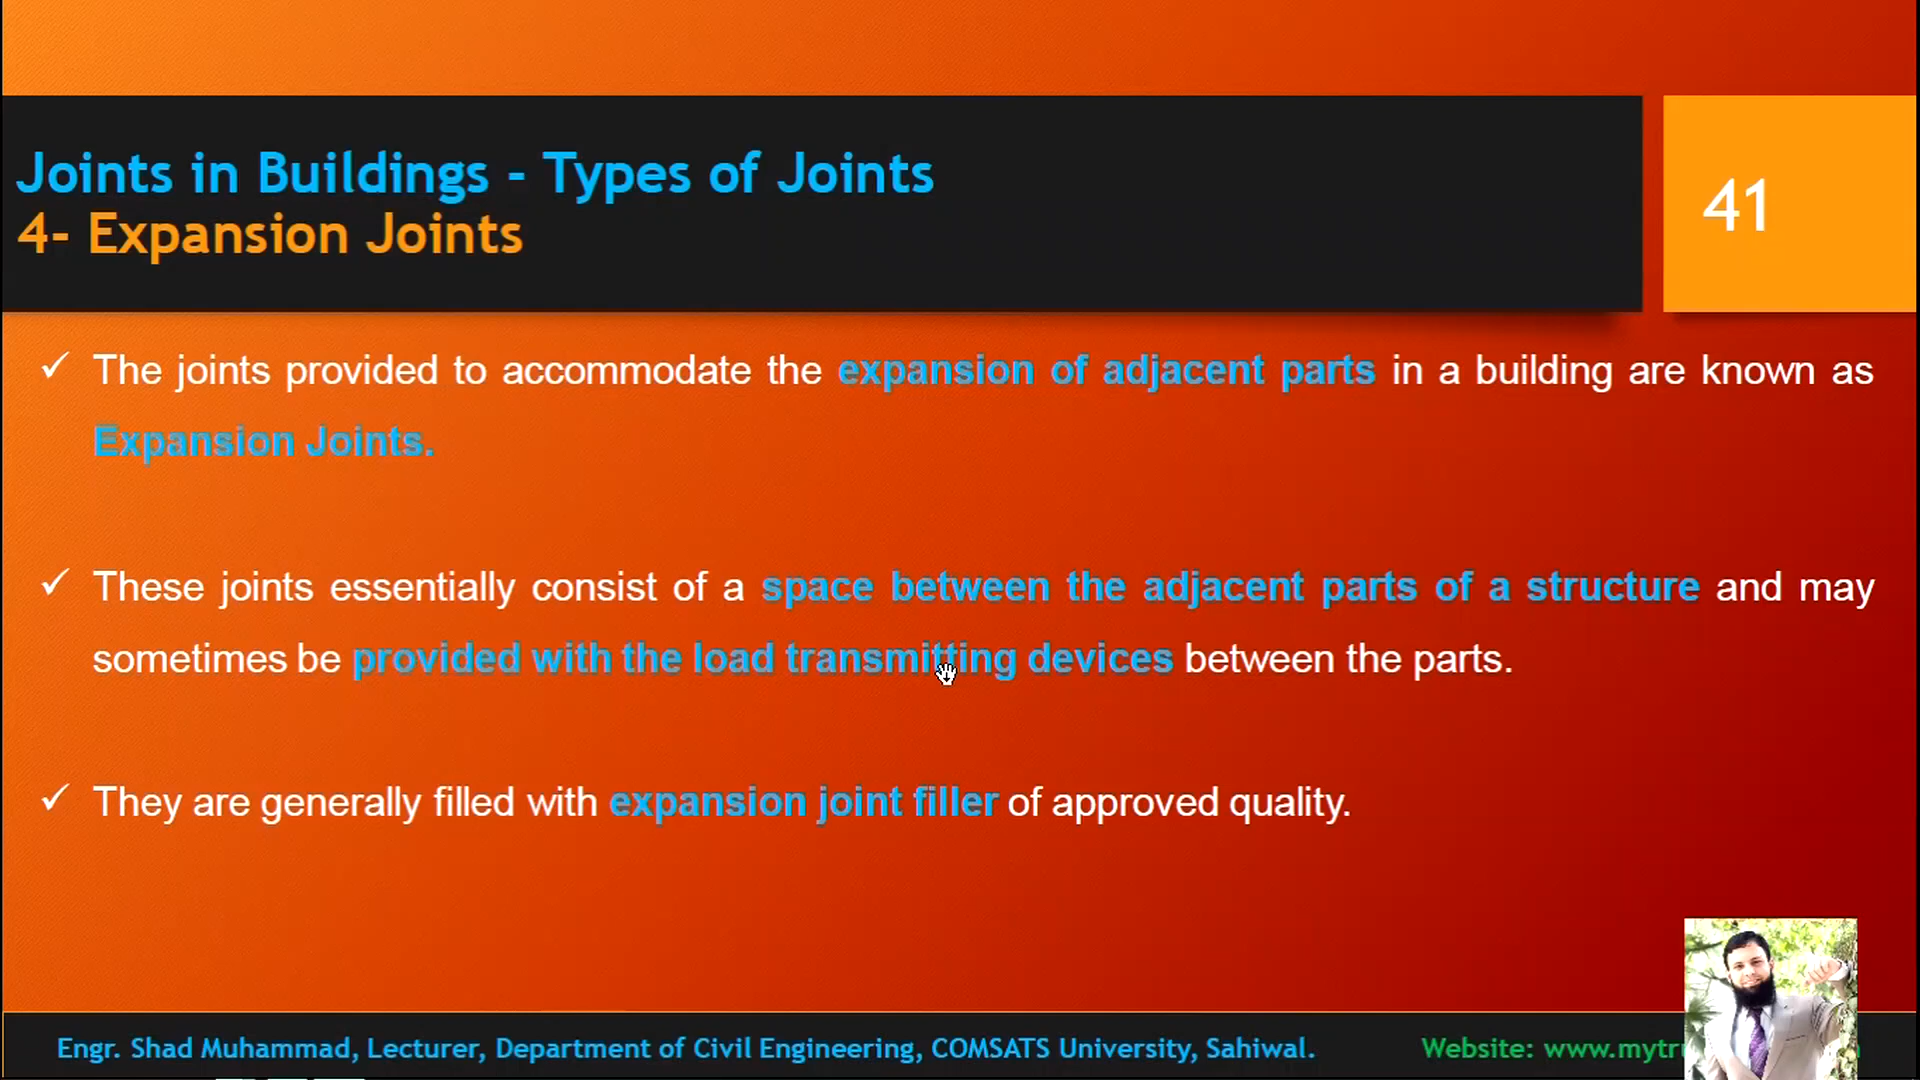 Joints in Buildings - Types of Joints
4- Expansion Joints
41
✓ The joints provided to accommodate the expansion of adjacent parts in a building are known as
Expansion Joints.
✓ These joints essentially consist of a space between the adjacent parts of a structure and may
sometimes be provided with the load transmitting devices between the parts.
✓ They are generally filled with expansion joint filler of approved quality.
Engr. Shad Muhammad, Lecturer, Department of Civil Engineering, COMSATS University, Sahiwal.
Website: